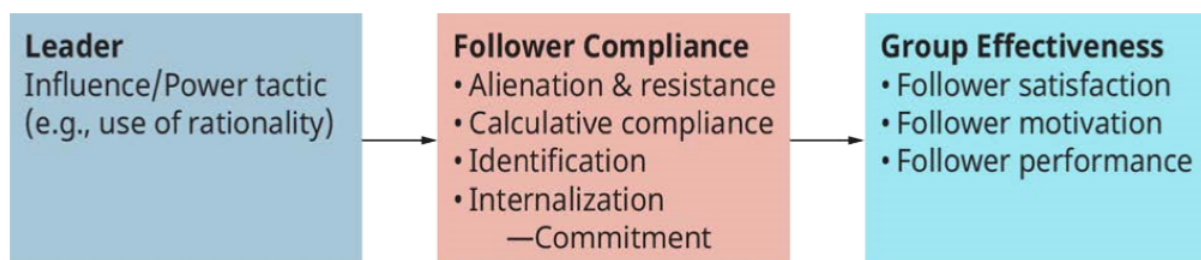 Leader
Influence/Power tactic
(e.g., use of rationality)
Follower Compliance
• Alienation & resistance
• Calculative compliance
• Identification
• Internalization
—Commitment
Group Effectiveness
• Follower satisfaction
• Follower motivation
• Follower performance